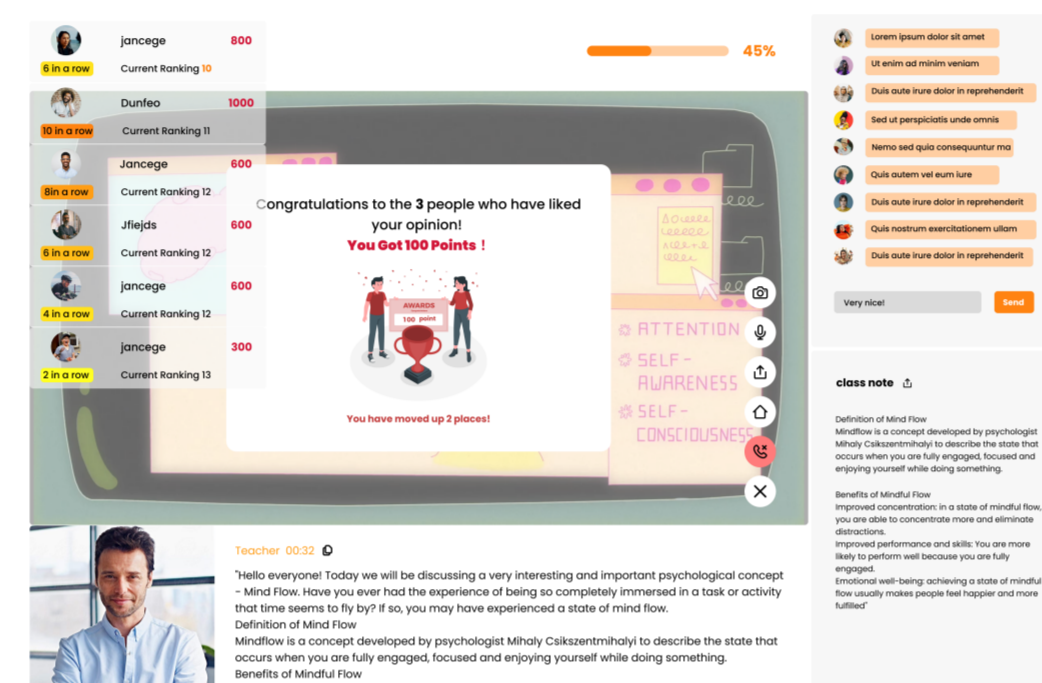 jancege 800
6 in a row Current Ranking 10
Dunfeo 1000
10 in a row Current Ranking 11
Jancege 600
8in a row Current Ranking 12
Jfiejds 600
6 in a row Current Ranking 12
jancege 600
4 in a row Current Ranking 12
jancege 300
2 in a row Current Ranking 13
45%
Congratulations to the 3 people who have liked
your opinion!
You Got 100 Points !
AWARDS
100 point
You have moved up 2 places!
ATTENTION
SELF-
AWARENESS
SELF-
CONSCIOUSNESS
Teacher 00:32
"Hello everyone! Today we will be discussing a very interesting and important psychological concept
- Mind Flow. Have you ever had the experience of being so completely immersed in a task or activity
that time seems to fly by? If so, you may have experienced a state of mind flow.
Definition of Mind Flow
Mindflow is a concept developed by psychologist Mihaly Csikszentmihalyi to describe the state that
occurs when you are fully engaged, focused and enjoying yourself while doing something.
Benefits of Mindful Flow
Lorem ipsum dolor sit amet
Ut enim ad minim veniam
Duis aute irure dolor in reprehenderit
Sed ut perspiciatis unde omnis
Nemo sed quia consequuntur ma
Quis autem vel eum iure
Duis aute irure dolor in reprehenderit
Quis nostrum exercitationem ullam
Duis aute irure dolor in reprehenderit
Very nice! Send
class note
Definition of Mind Flow
Mindflow is a concept developed by psychologist
Mihaly Csikszentmihalyi to describe the state that
occurs when you are fully engaged, focused and
enjoying yourself while doing something.
Benefits of Mindful Flow
Improved concentration: in a state of mindful flow,
you are able to concentrate more and eliminate
distractions.
Improved performance and skills: You are more
likely to perform well because you are fully
engaged.
Emotional well-being: achieving a state of mindful
flow usually makes people feel happier and more
fulfilled"